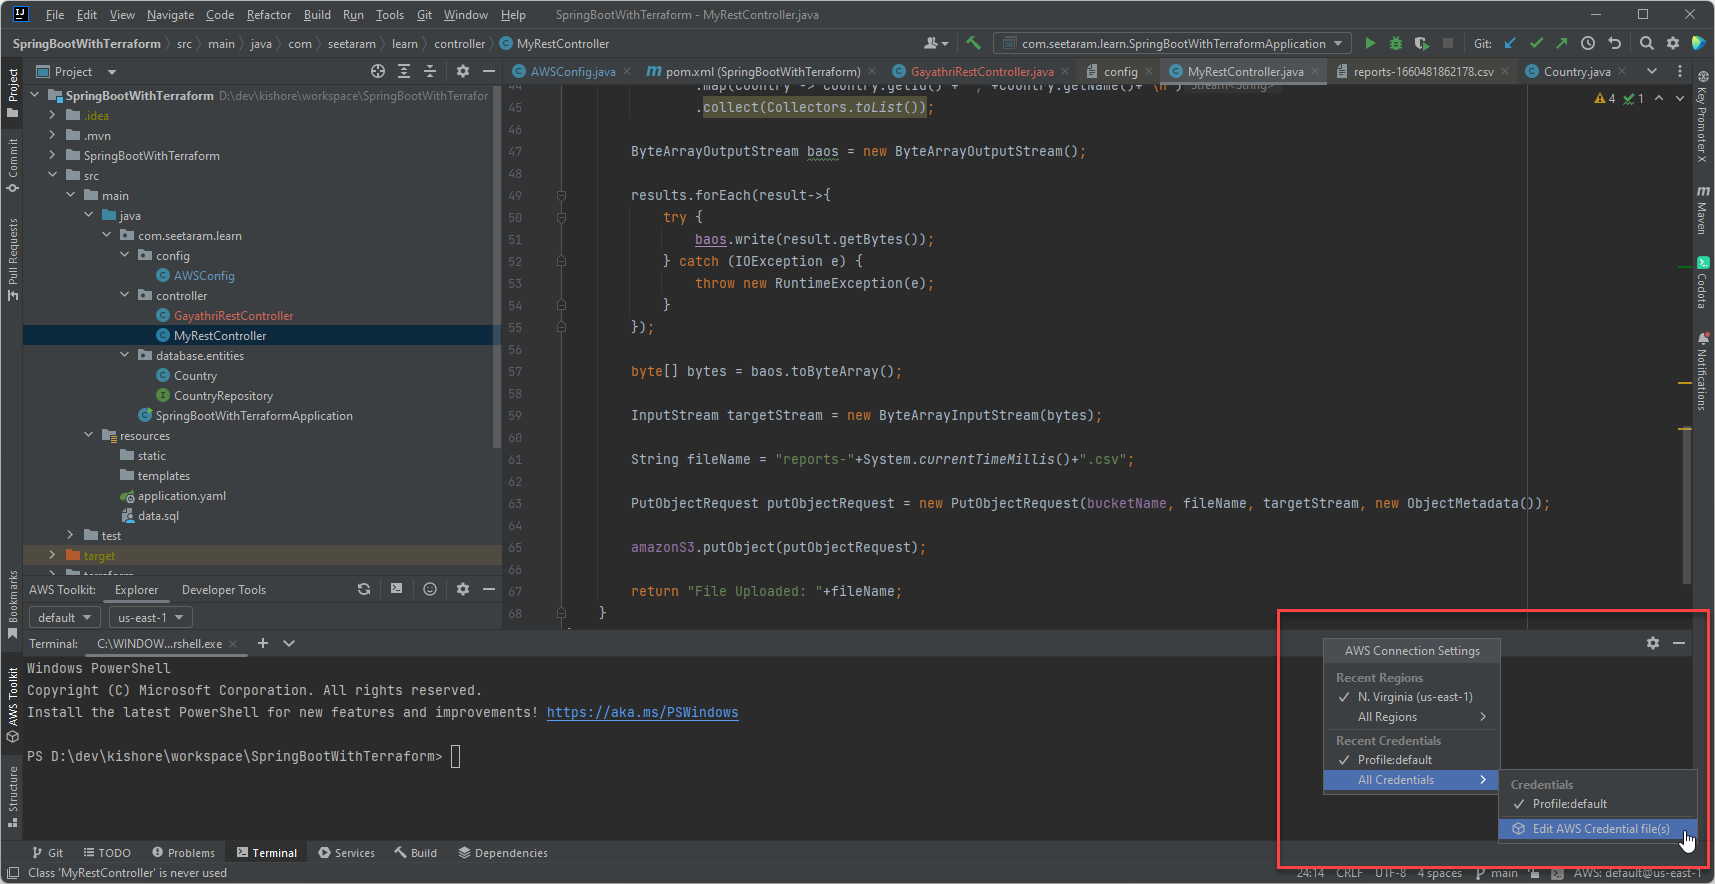 File Edit View Navigate Code Refactor Build Run Tools Git Window Help SpringBootWithTerraform - MyRestController.java
SpringBootWithTerraform src main java com seetaram learn controller MyRestController
com.seetaram.learn.SpringBootWithTerraformApplication Git:
Project
AWSConfig.java pom.xml (SpringBootWithTerraform) GayathriRestController.java config MyRestController.java reports-1660481862178.csv Country.java
SpringBootWithTerraform D:\dev\kishore\workspace\SpringBootWithTerrafor
.idea
.mvn
SpringBootWithTerraform
src
main
java
com.seetaram.learn
config
AWSConfig
controller
GayathriRestController
MyRestController
database.entities
Country
CountryRepository
SpringBootWithTerraformApplication
resources
static
templates
application.yaml
data.sql
test
target
terraform
Project
Commit
Pull Requests
Bookmarks
AWS Toolkit
Structure
44 .map(country -> country.getId()+ ", "+country.getName()+ "\n") Stream<String>
45 .collect(Collectors.toList());
46
47 ByteArrayOutputStream baos = new ByteArrayOutputStream();
48
49 results.forEach(result->{
50 try {
51 baos.write(result.getBytes());
52 } catch (IOException e) {
53 throw new RuntimeException(e);
54 }
55 });
56
57 byte[] bytes = baos.toByteArray();
58
59 InputStream targetStream = new ByteArrayInputStream(bytes);
60
61 String fileName = "reports-"+System.currentTimeMillis()+".csv";
62
63 PutObjectRequest putObjectRequest = new PutObjectRequest(bucketName, fileName, targetStream, new ObjectMetadata());
64
65 amazonS3.putObject(putObjectRequest);
66
67 return "File Uploaded: "+fileName;
68 }
4 1
Key Promoter X
Maven
Codota
Notifications
AWS Toolkit: Explorer Developer Tools
default us-east-1
Terminal: C:\WINDOW...rshell.exe
Windows PowerShell
Copyright (C) Microsoft Corporation. All rights reserved.
Install the latest PowerShell for new features and improvements! https://aka.ms/PSWindows
PS D:\dev\kishore\workspace\SpringBootWithTerraform>
AWS Connection Settings
Recent Regions
N. Virginia (us-east-1)
All Regions
Recent Credentials
Profile:default
All Credentials
Credentials
Profile:default
Edit AWS Credential file(s)
Git TODO Problems Terminal Services Build Dependencies
Class 'MyRestController' is never used 24:14 CRLF UTF-8 4 spaces main AWS: default@us-east-1